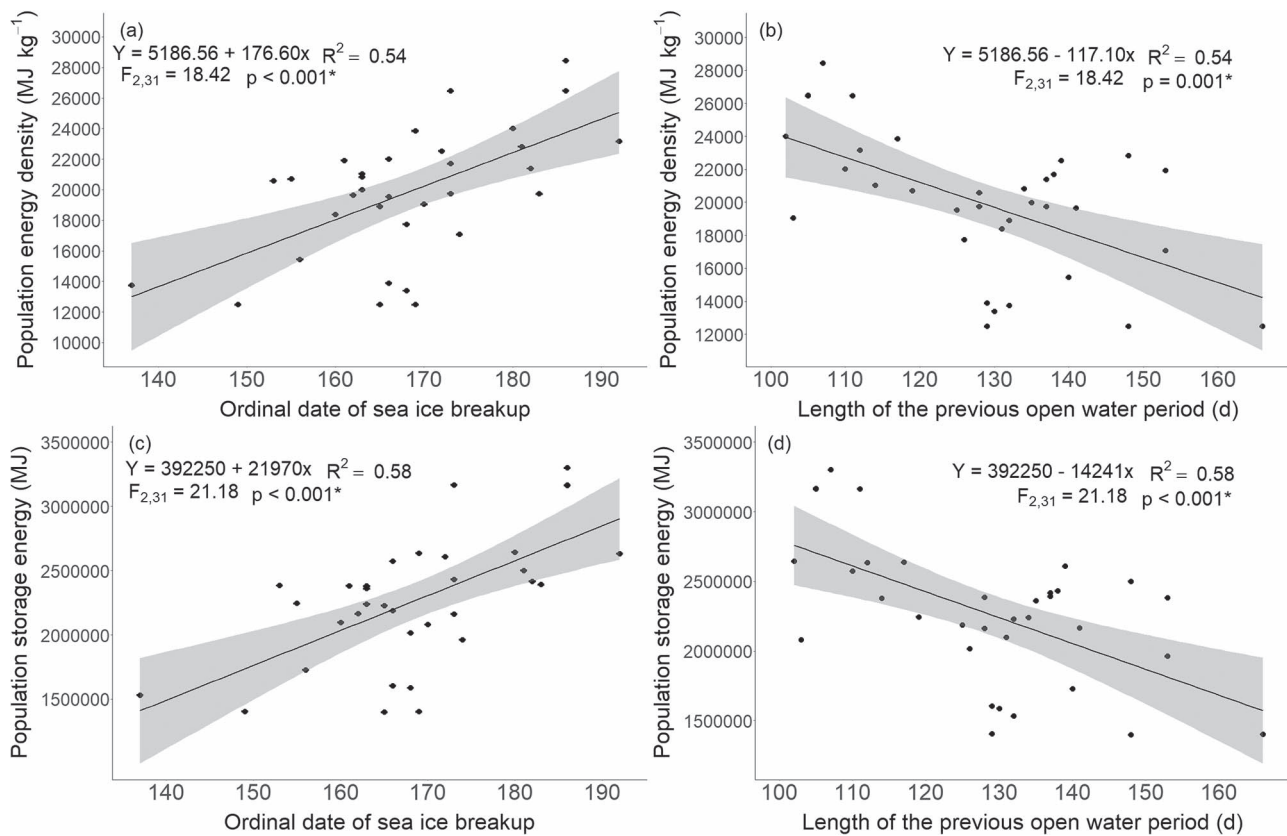 (a)
Y = 5186.56 + 176.60x R² = 0.54
F₂,₃₁ = 18.42 p < 0.001*
Population energy density (MJ kg⁻¹)
30000
28000
26000
24000
22000
20000
18000
16000
14000
12000
10000
140 150 160 170 180 190
Ordinal date of sea ice breakup
(b)
Y = 5186.56 - 117.10x R² = 0.54
F₂,₃₁ = 18.42 p = 0.001*
Population energy density (MJ kg⁻¹)
30000
28000
26000
24000
22000
20000
18000
16000
14000
12000
100 110 120 130 140 150 160
Length of the previous open water period (d)
(c)
Y = 392250 + 21970x R² = 0.58
F₂,₃₁ = 21.18 p < 0.001*
Population storage energy (MJ)
3500000
3000000
2500000
2000000
1500000
140 150 160 170 180 190
Ordinal date of sea ice breakup
(d)
Y = 392250 - 14241x R² = 0.58
F₂,₃₁ = 21.18 p < 0.001*
Population storage energy (MJ)
3500000
3000000
2500000
2000000
1500000
100 110 120 130 140 150 160
Length of the previous open water period (d)